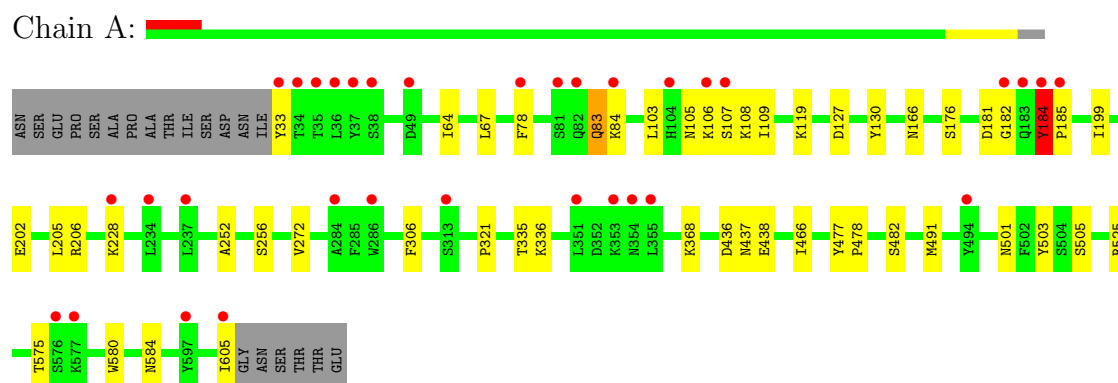 Chain A:
ASN SER GLU PRO SER ALA PRO ALA THR ILE SER ASP ASN ILE Y33 T34 T35 L36 Y37 S38 D49 I64 L67 F78 S81 Q82 Q83 K84 L103 H104 N105 K106 S107 K108 I109 K119 D127 Y130 N166 S176 D181 G182 Q183 Y184 P185 I199
E202 L205 R206 K228 L234 L237 A252 S256 V272 A284 F285 W286 F306 S313 P321 T335 K336 L351 D352 K353 N354 L355 K368 D436 N437 E438 I466 Y477 P478 S482 M491 Y494 N501 F502 Y503 S504 S505
T575 S576 K577 W580 N584 Y597 I605 GLY ASN SER THR THR GLU